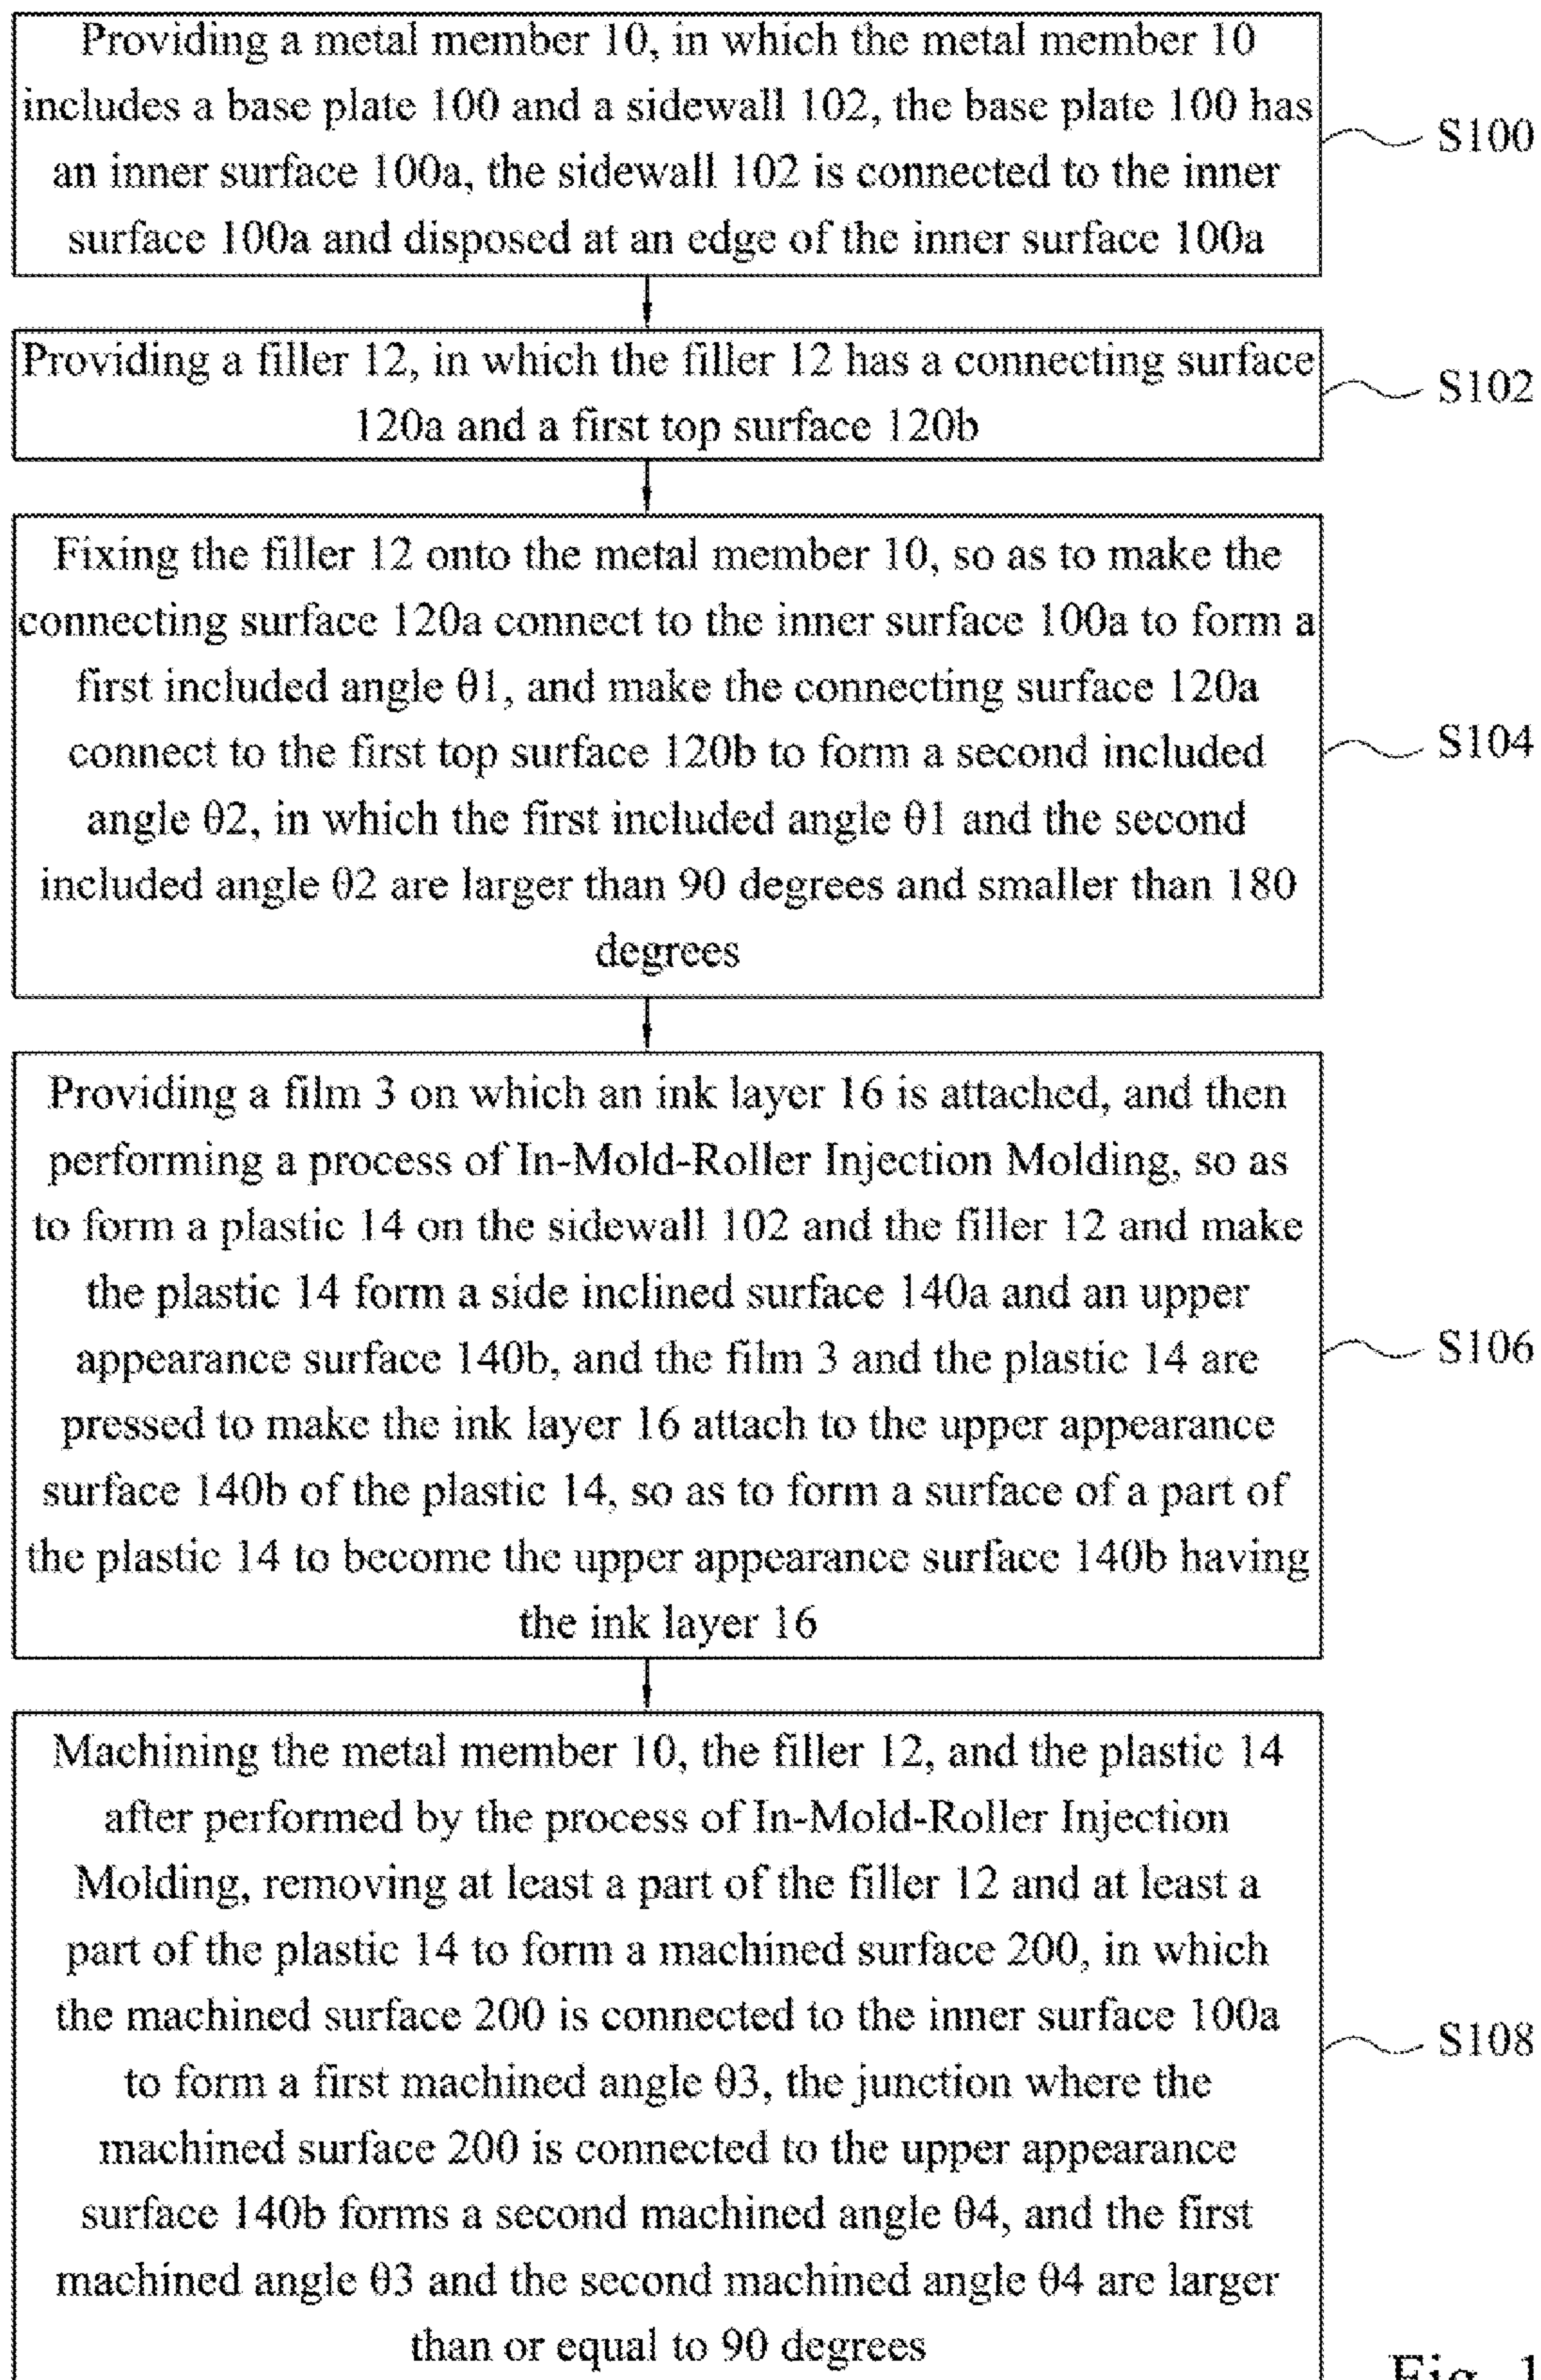 Providing a metal member 10, in which the metal member 10
includes a base plate 100 and a sidewall 102, the base plate 100 has
an inner surface 100a, the sidewall 102 is connected to the inner
surface 100a and disposed at an edge of the inner surface 100a
S100
Providing a filler 12, in which the filler 12 has a connecting surface
120a and a first top surface 120b
S102
Fixing the filler 12 onto the metal member 10, so as to make the
connecting surface 120a connect to the inner surface 100a to form a
first included angle θ1, and make the connecting surface 120a
connect to the first top surface 120b to form a second included
angle θ2, in which the first included angle θ1 and the second
included angle θ2 are larger than 90 degrees and smaller than 180
degrees
S104
Providing a film 3 on which an ink layer 16 is attached, and then
performing a process of In-Mold-Roller Injection Molding, so as
to form a plastic 14 on the sidewall 102 and the filler 12 and make
the plastic 14 form a side inclined surface 140a and an upper
appearance surface 140b, and the film 3 and the plastic 14 are
pressed to make the ink layer 16 attach to the upper appearance
surface 140b of the plastic 14, so as to form a surface of a part of
the plastic 14 to become the upper appearance surface 140b having
the ink layer 16
S106
Machining the metal member 10, the filler 12, and the plastic 14
after performed by the process of In-Mold-Roller Injection
Molding, removing at least a part of the filler 12 and at least a
part of the plastic 14 to form a machined surface 200, in which
the machined surface 200 is connected to the inner surface 100a
to form a first machined angle θ3, the junction where the
machined surface 200 is connected to the upper appearance
surface 140b forms a second machined angle θ4, and the first
machined angle θ3 and the second machined angle θ4 are larger
than or equal to 90 degrees
S108
Fig. 1